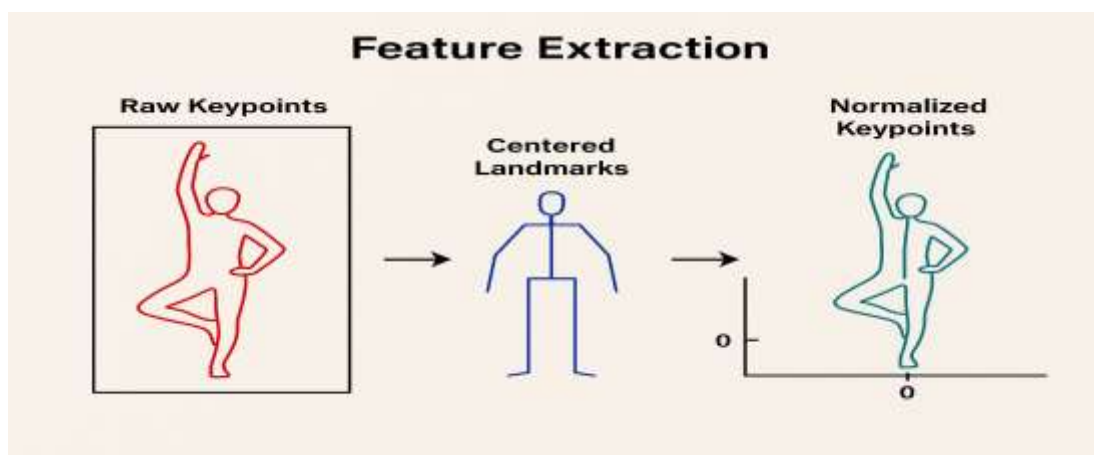 Feature Extraction
Raw Keypoints
Centered
Landmarks
Normalized
Keypoints
0
0